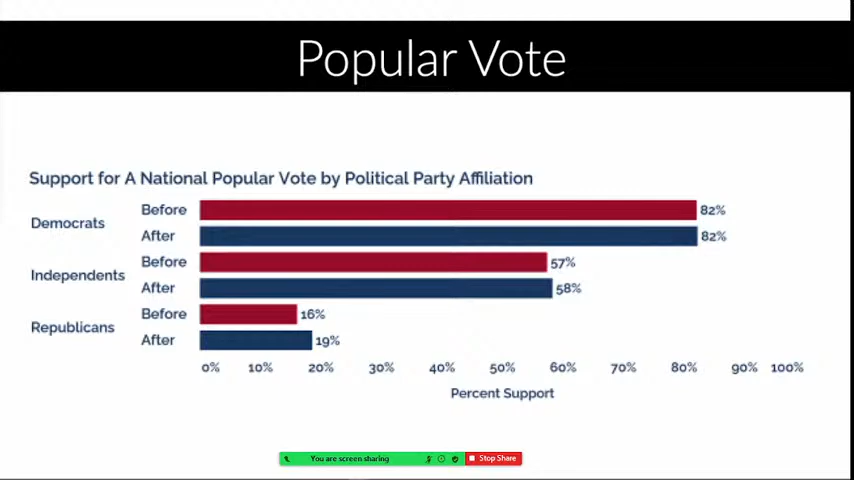 Popular Vote
Support for A National Popular Vote by Political Party Affiliation
Democrats
Before 82%
After 82%
Independents
Before 57%
After 58%
Republicans
Before 16%
After 19%
0% 10% 20% 30% 40% 50% 60% 70% 80% 90% 100%
Percent Support
You are screen sharing Stop Share